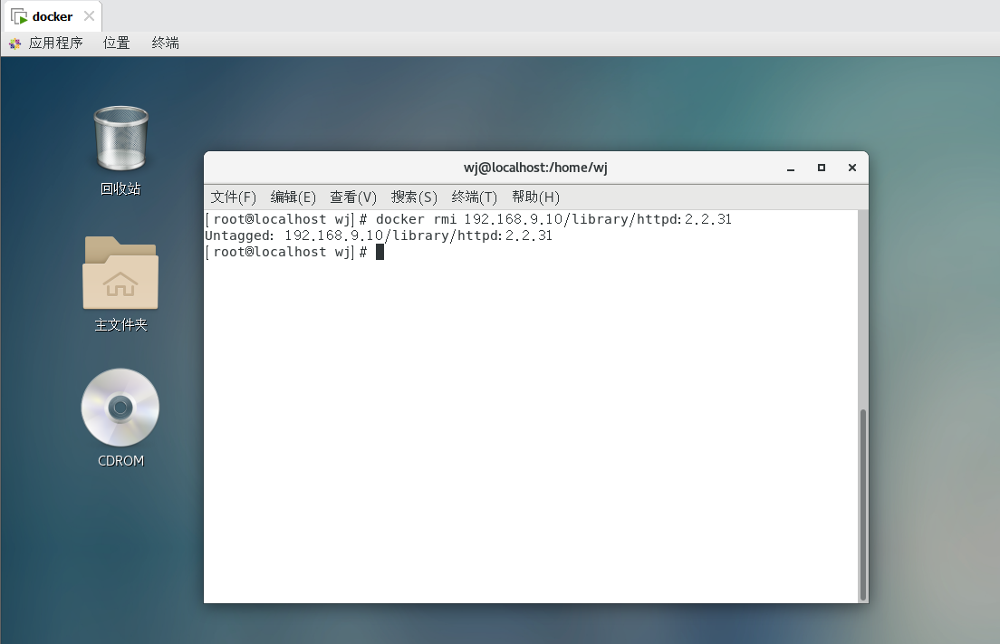 docker
应用程序 位置 终端
回收站
主文件夹
CDROM
wj@localhost:/home/wj
文件(F) 编辑(E) 查看(V) 搜索(S) 终端(T) 帮助(H)
[root@localhost wj]# docker rmi 192.168.9.10/library/httpd:2.2.31
Untagged: 192.168.9.10/library/httpd:2.2.31
[root@localhost wj]#